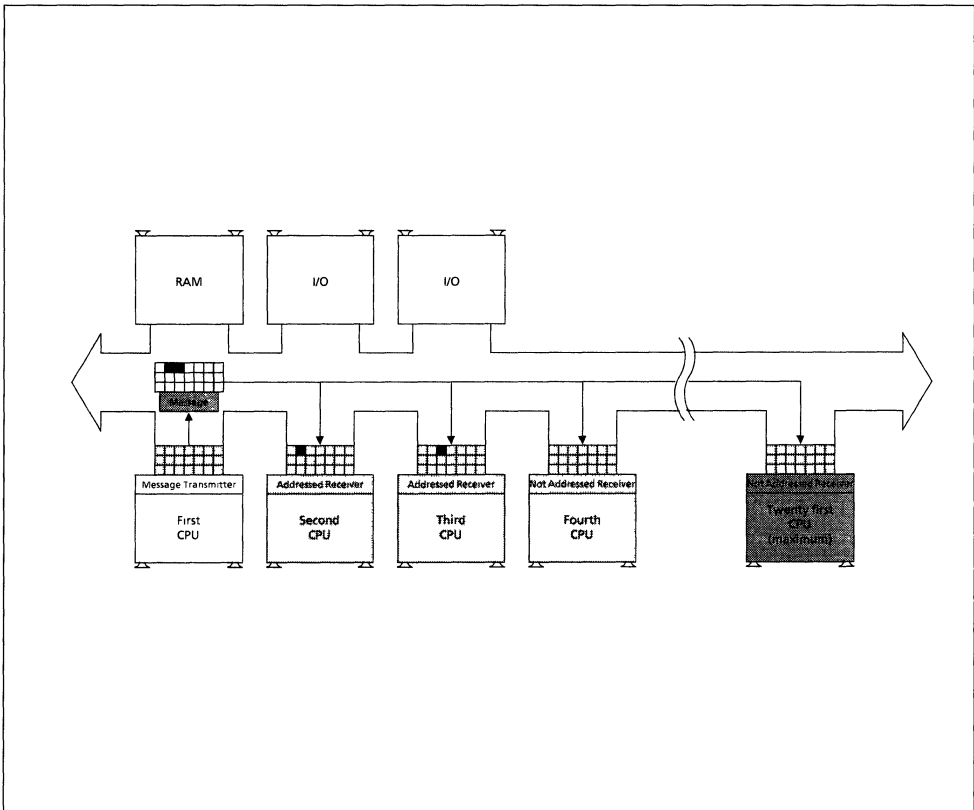 RAM
I/O
I/O
Message
Message Transmitter
First
CPU
Addressed Receiver
Second
CPU
Addressed Receiver
Third
CPU
Not Addressed Receiver
Fourth
CPU
Not Addressed Receiver
Twenty first
CPU
(maximum)